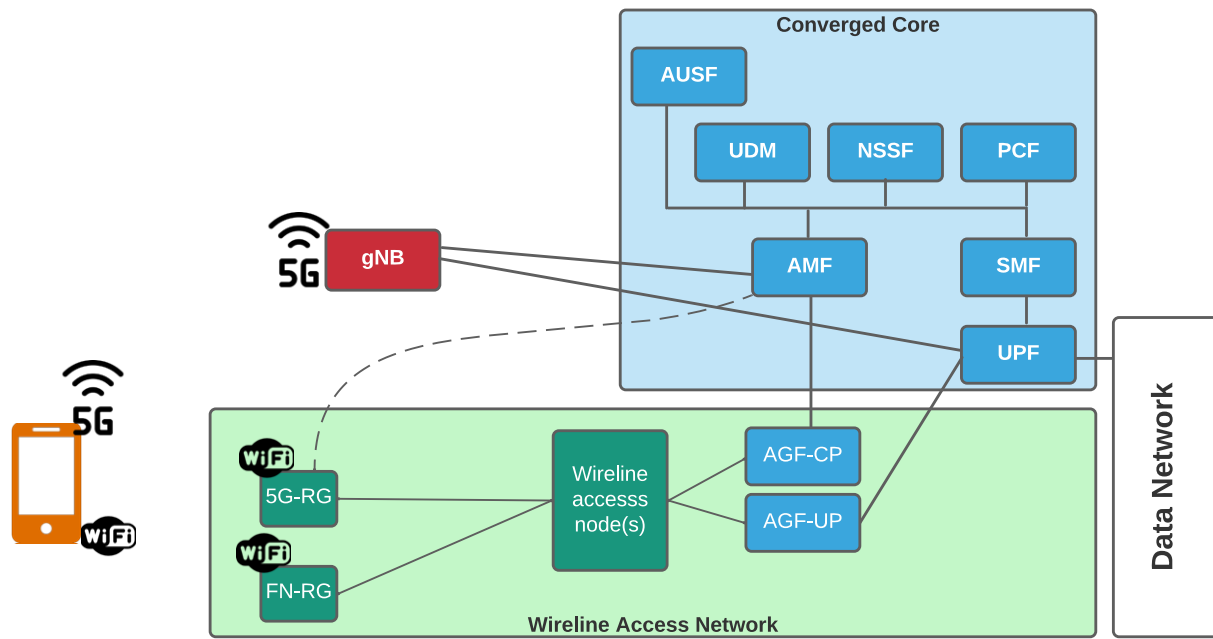 Converged Core
AUSF
UDM
NSSF
PCF
5G
gNB
AMF
SMF
UPF
5G
WiFi
5G-RG
WiFi
FN-RG
WiFi
Wireline
accesss
node(s)
AGF-CP
AGF-UP
Wireline Access Network
Data Network